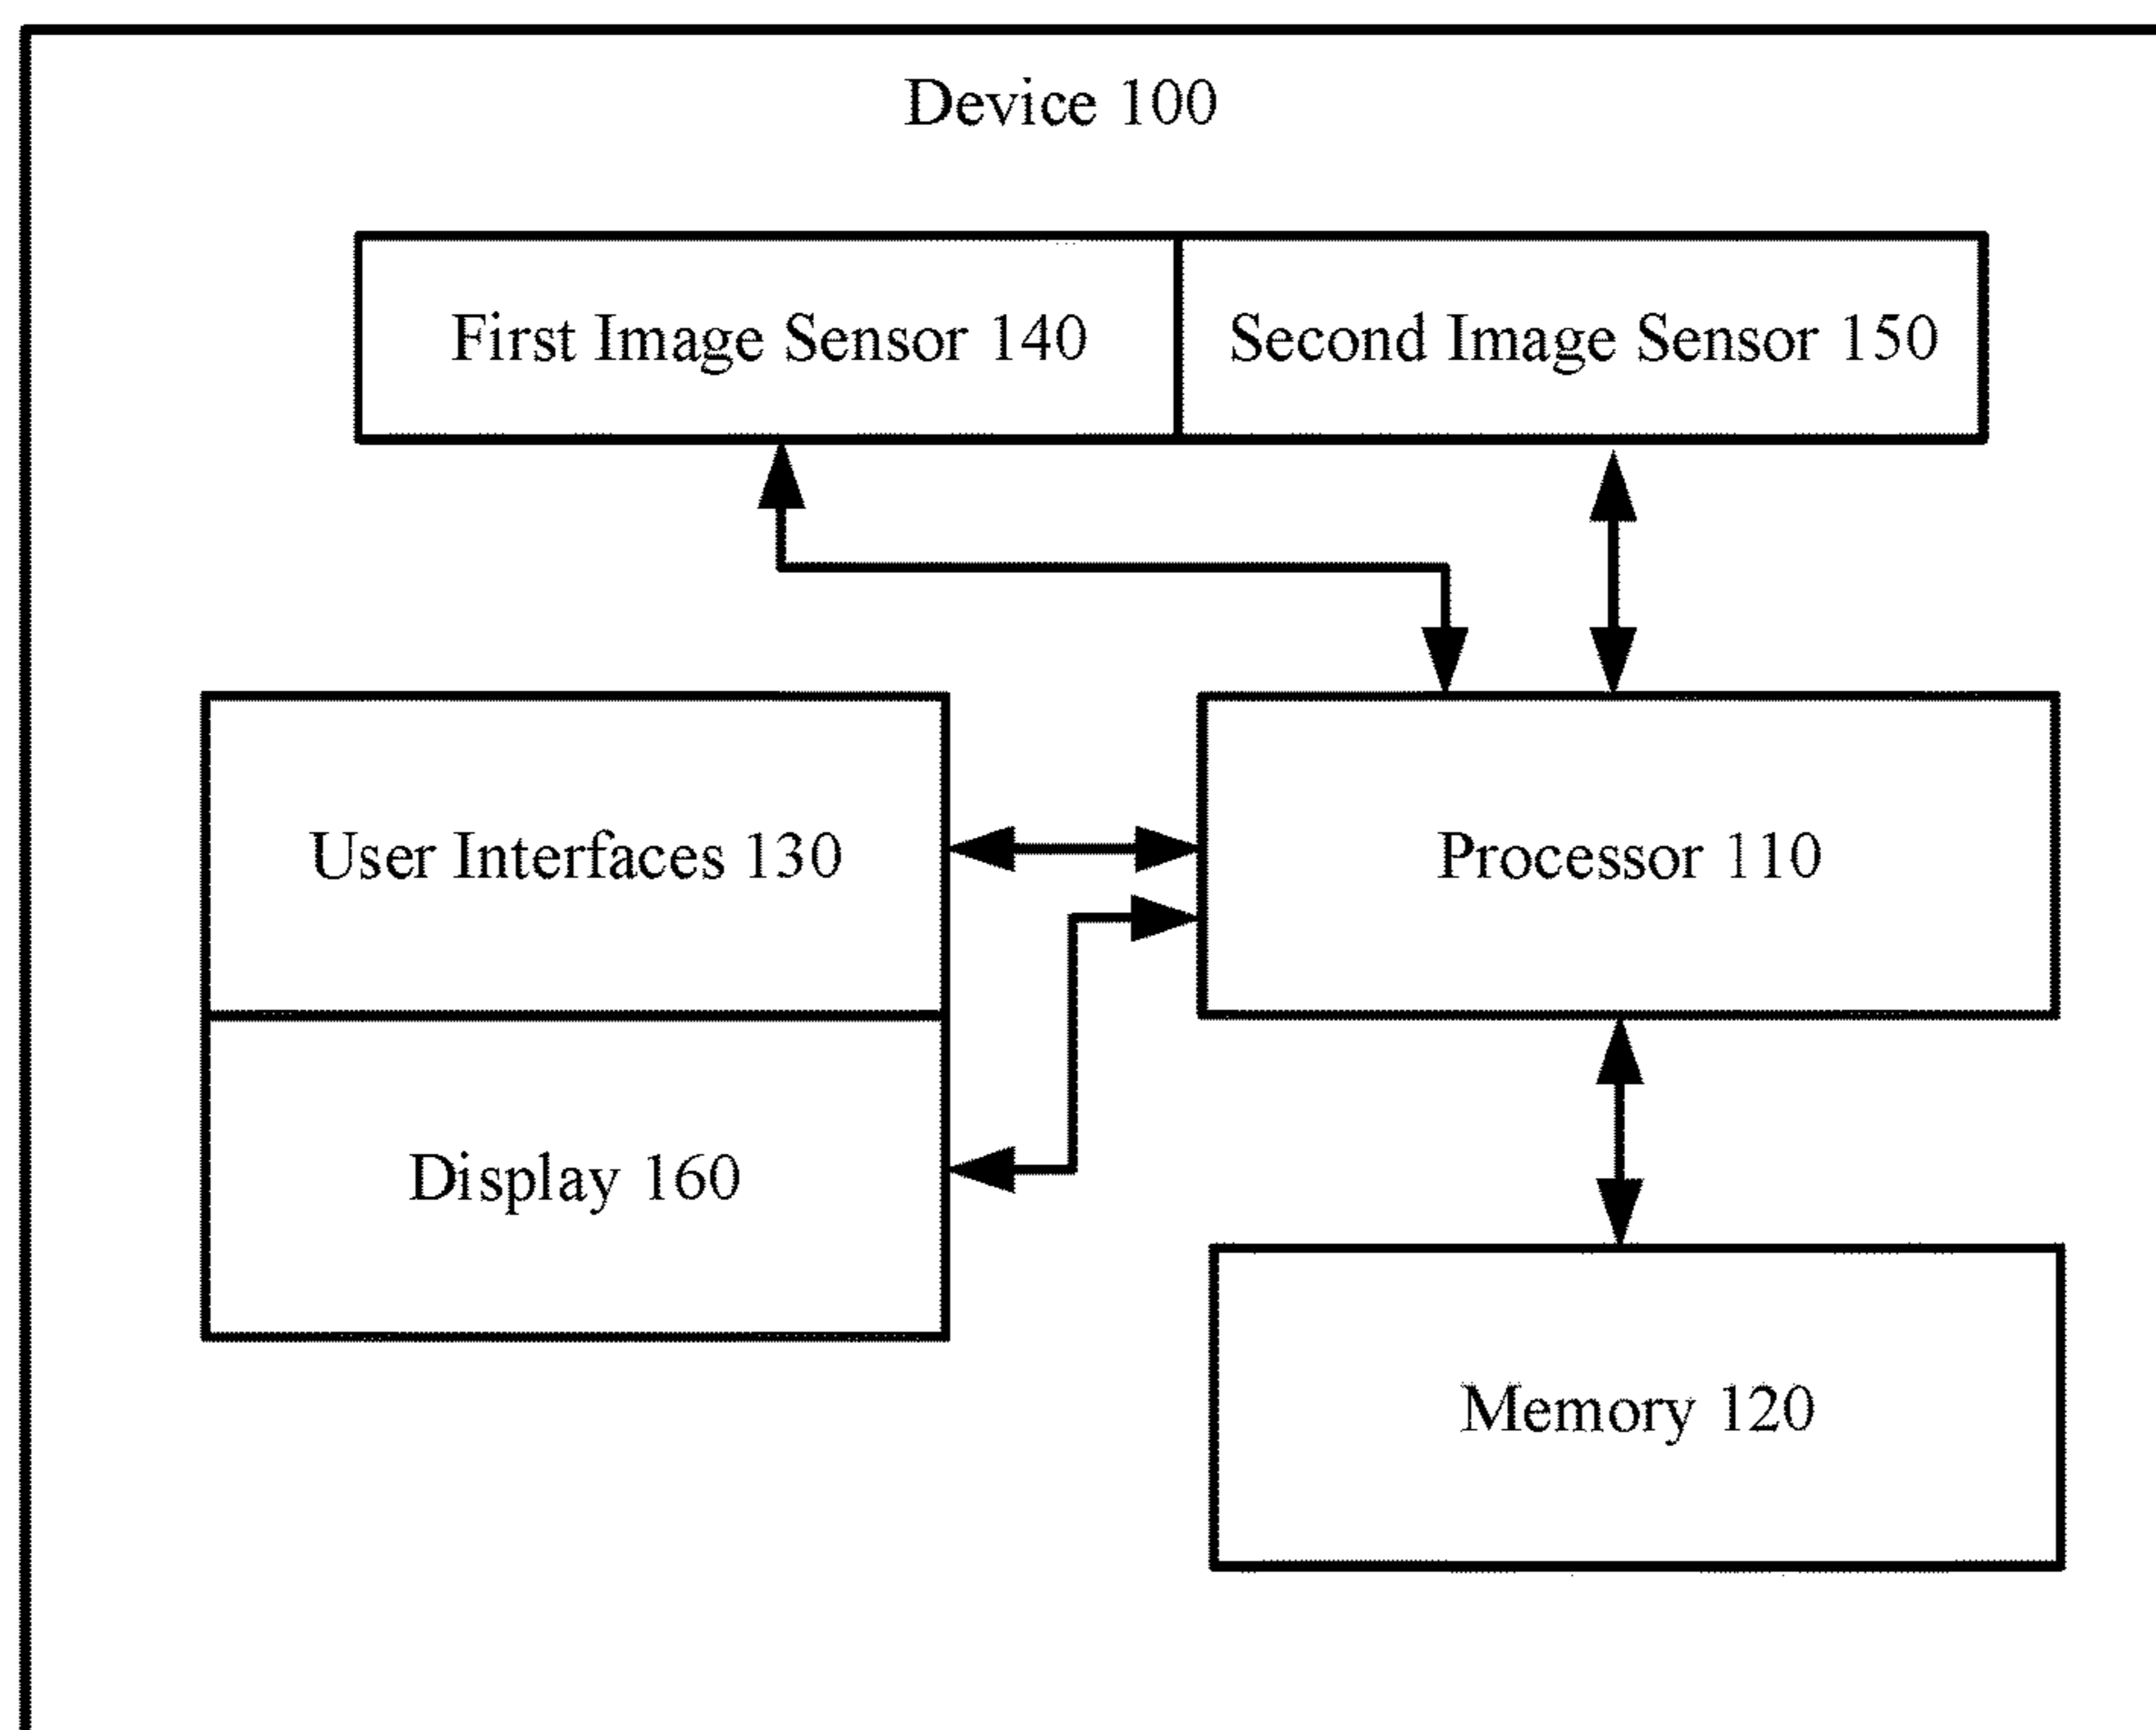 Device 100
First Image Sensor 140
Second Image Sensor 150
User Interfaces 130
Processor 110
Display 160
Memory 120